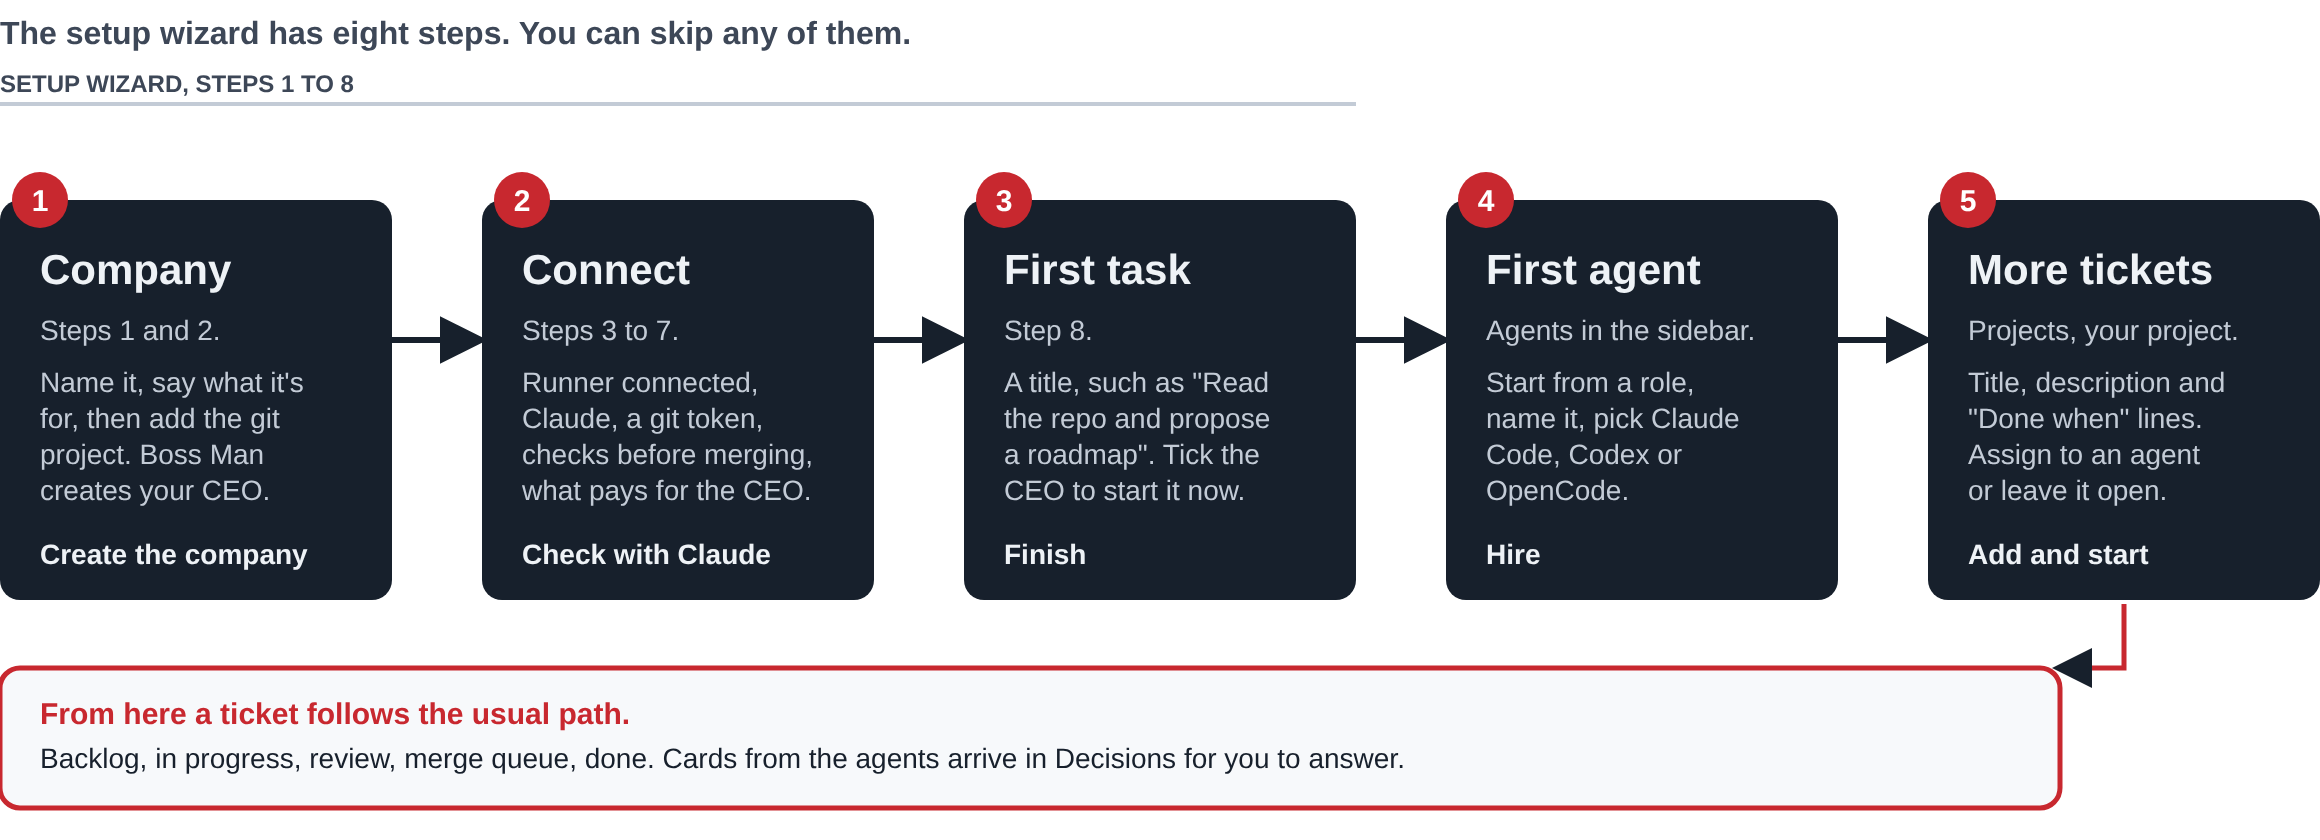 The setup wizard has eight steps. You can skip any of them.
SETUP WIZARD, STEPS 1 TO 8
1
Company
Steps 1 and 2.
Name it, say what it's
for, then add the git
project. Boss Man
creates your CEO.
Create the company
2
Connect
Steps 3 to 7.
Runner connected,
Claude, a git token,
checks before merging,
what pays for the CEO.
Check with Claude
3
First task
Step 8.
A title, such as "Read
the repo and propose
a roadmap". Tick the
CEO to start it now.
Finish
4
First agent
Agents in the sidebar.
Start from a role,
name it, pick Claude
Code, Codex or
OpenCode.
Hire
5
More tickets
Projects, your project.
Title, description and
"Done when" lines.
Assign to an agent
or leave it open.
Add and start
From here a ticket follows the usual path.
Backlog, in progress, review, merge queue, done. Cards from the agents arrive in Decisions for you to answer.